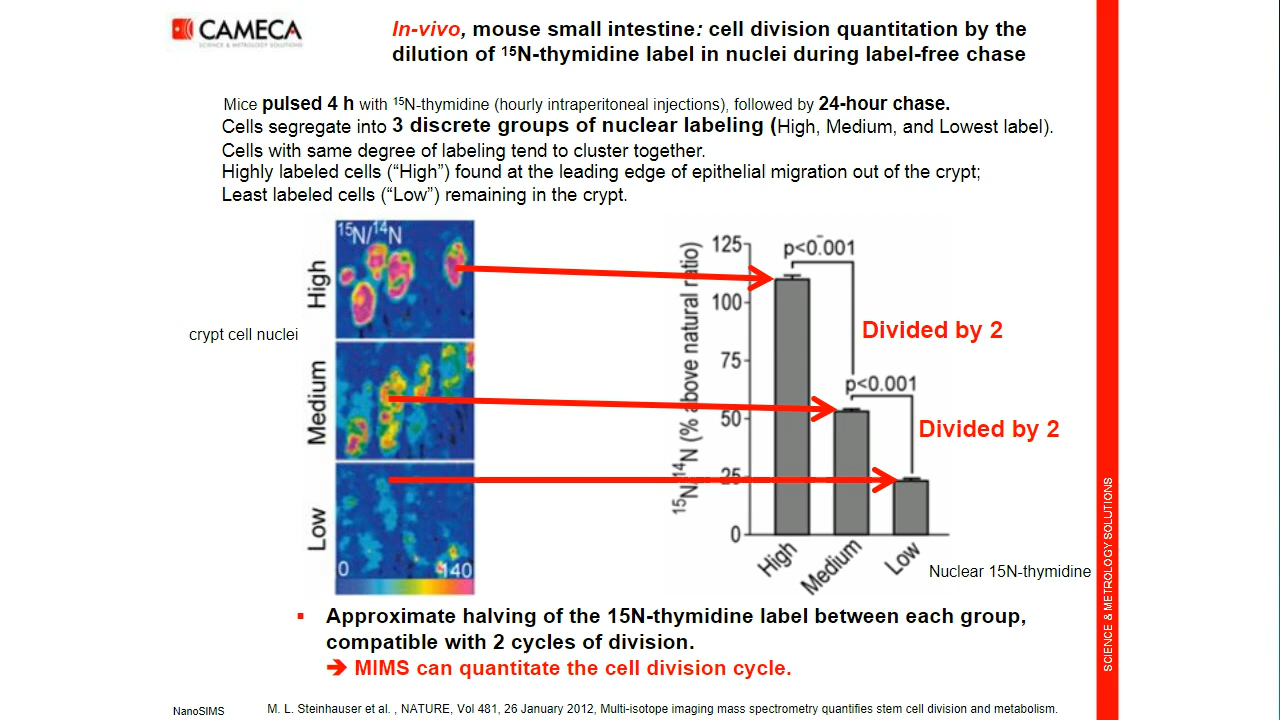 CAMECA
SCIENCE & METROLOGY SOLUTIONS
In-vivo, mouse small intestine: cell division quantitation by the
dilution of ¹⁵N-thymidine label in nuclei during label-free chase
Mice pulsed 4 h with ¹⁵N-thymidine (hourly intraperitoneal injections), followed by 24-hour chase.
Cells segregate into 3 discrete groups of nuclear labeling (High, Medium, and Lowest label).
Cells with same degree of labeling tend to cluster together.
Highly labeled cells (“High”) found at the leading edge of epithelial migration out of the crypt;
Least labeled cells (“Low”) remaining in the crypt.
¹⁵N/¹⁴N
High
crypt cell nuclei
Medium
Low
0
140
¹⁵N/¹⁴N (% above natural ratio)
125
100
75
50
25
0
p<0.001
Divided by 2
p<0.001
Divided by 2
High
Medium
Low
Nuclear 15N-thymidine
▪ Approximate halving of the 15N-thymidine label between each group,
compatible with 2 cycles of division.
➔ MIMS can quantitate the cell division cycle.
SCIENCE & METROLOGY SOLUTIONS
NanoSIMS
M. L. Steinhauser et al. , NATURE, Vol 481, 26 January 2012, Multi-isotope imaging mass spectrometry quantifies stem cell division and metabolism.